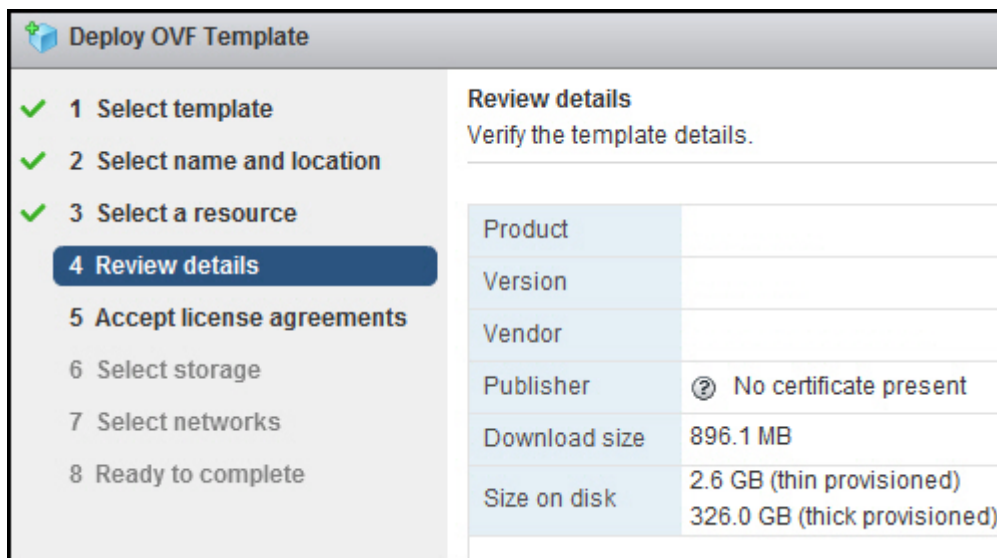 Deploy OVF Template
1 Select template
2 Select name and location
3 Select a resource
4 Review details
5 Accept license agreements
6 Select storage
7 Select networks
8 Ready to complete
Review details
Verify the template details.
Product
Version
Vendor
Publisher ? No certificate present
Download size 896.1 MB
Size on disk 2.6 GB (thin provisioned)
326.0 GB (thick provisioned)